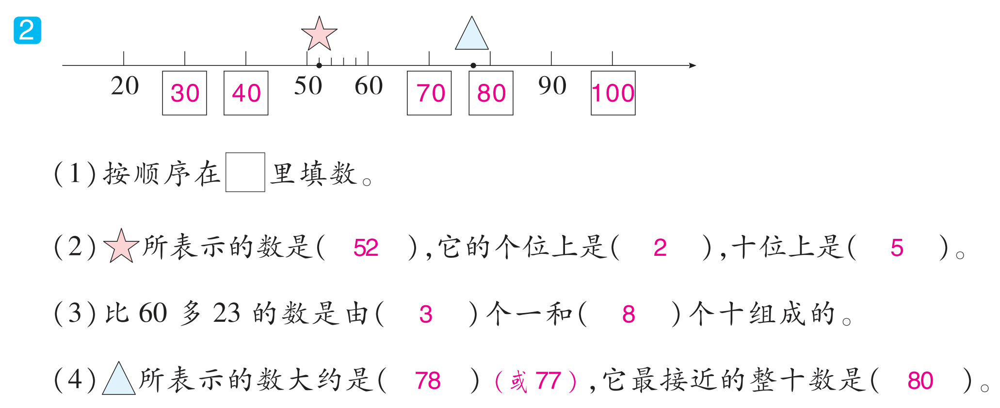 2
20 30 40 50 60 70 80 90 100
(1)按顺序在□里填数。
(2)☆所表示的数是( 52 ),它的个位上是( 2 ),十位上是( 5 )。
(3)比 60 多 23 的数是由( 3 )个一和( 8 )个十组成的。
(4)△所表示的数大约是( 78 )(或 77),它最接近的整十数是( 80 )。